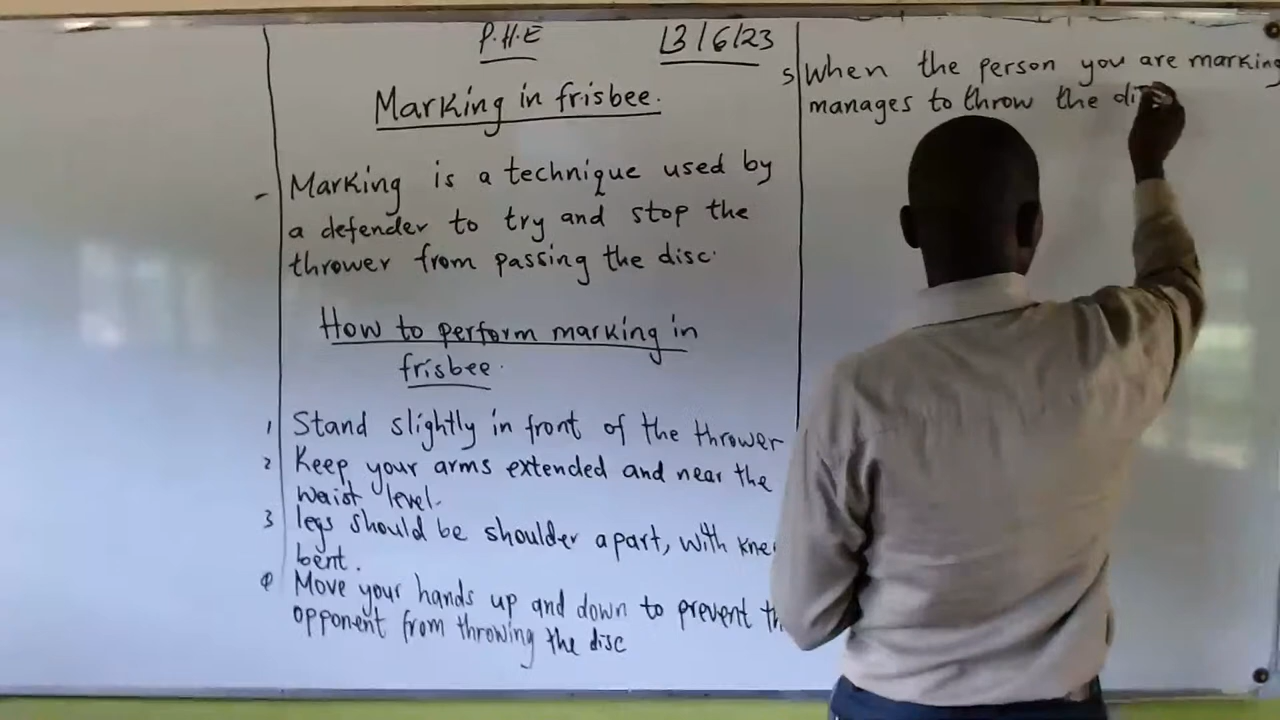 P.H.E 13/6/23
Marking in frisbee.
- Marking is a technique used by
a defender to try and stop the
thrower from passing the disc.
How to perform marking in
frisbee.
1 Stand slightly in front of the thrower
2 Keep your arms extended and near the
waist level.
3 legs should be shoulder apart, with
bent.
Move your hands up and down to prevent
opponent from throwing the disc
5 When the person you are marking
manages to throw the